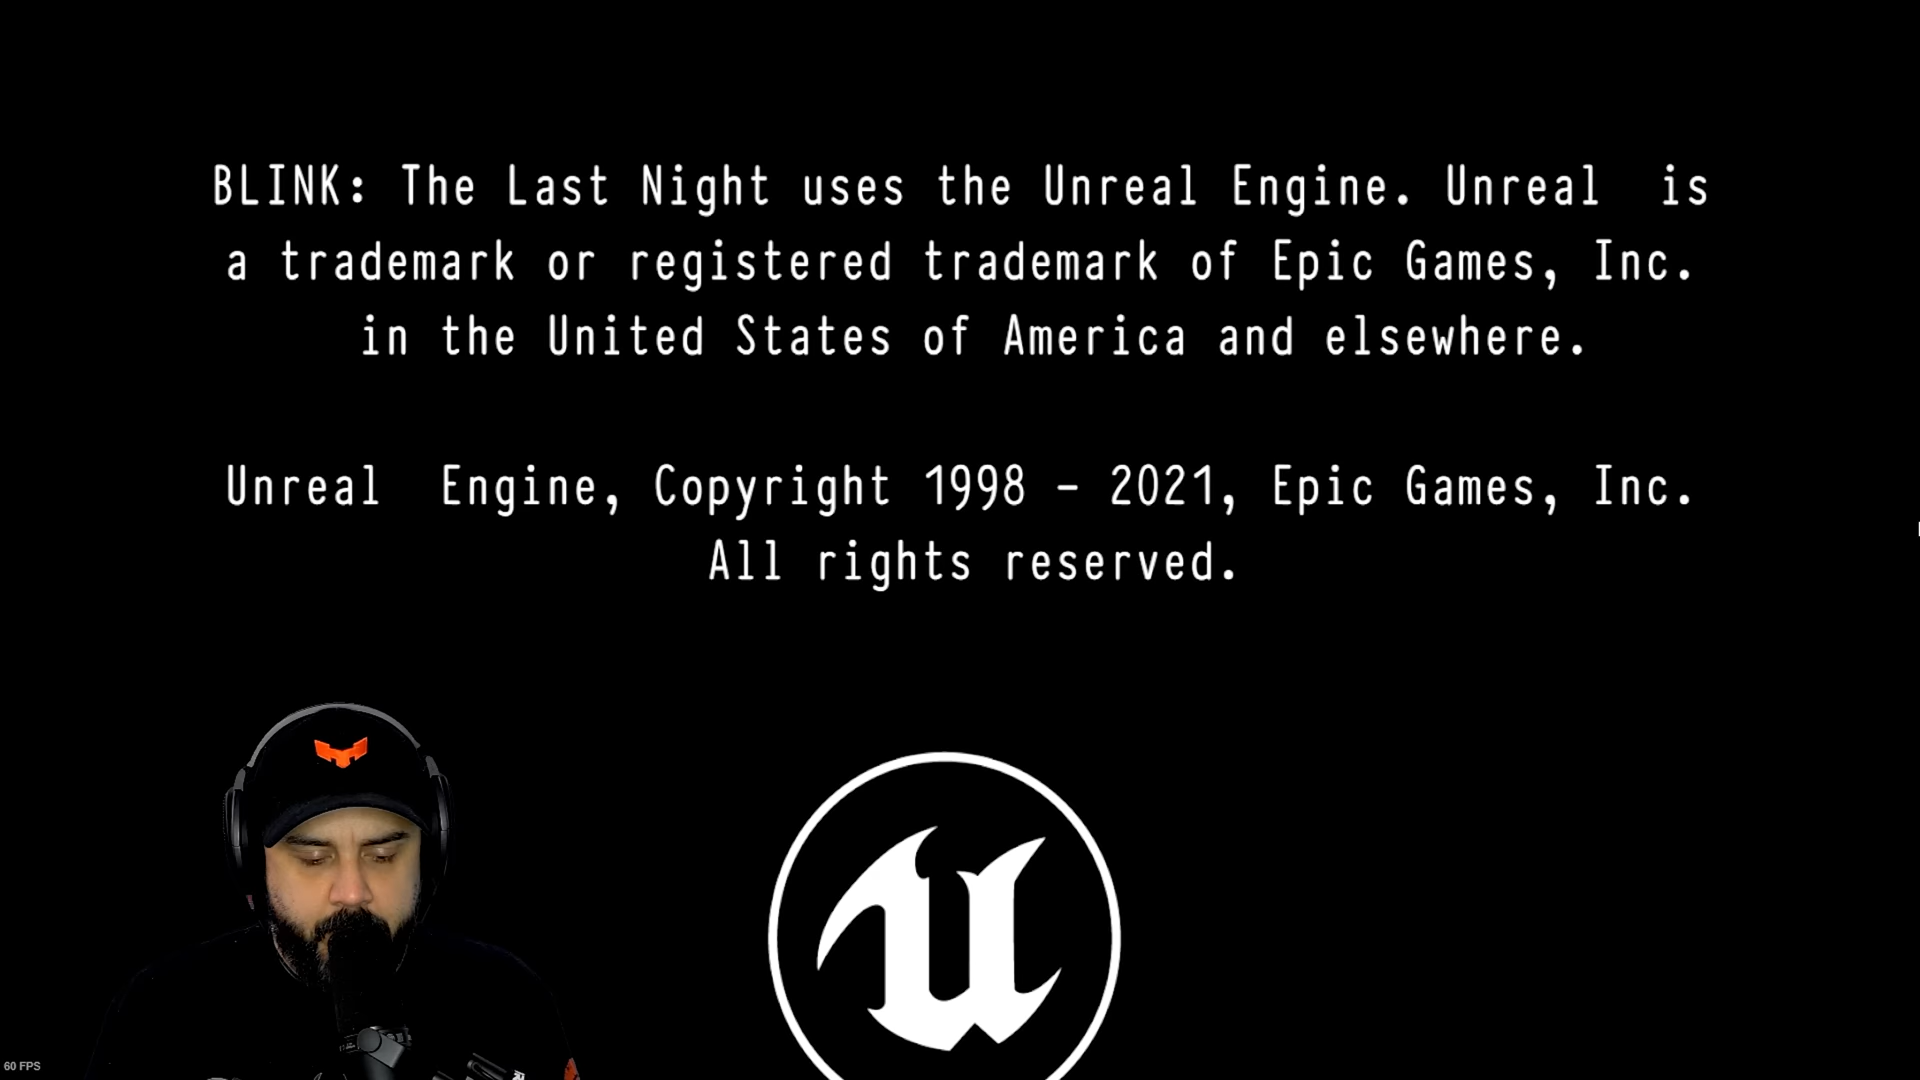 BLINK: The Last Night uses the Unreal Engine. Unreal is
a trademark or registered trademark of Epic Games, Inc.
in the United States of America and elsewhere.
Unreal Engine, Copyright 1998 - 2021, Epic Games, Inc.
All rights reserved.
60 FPS